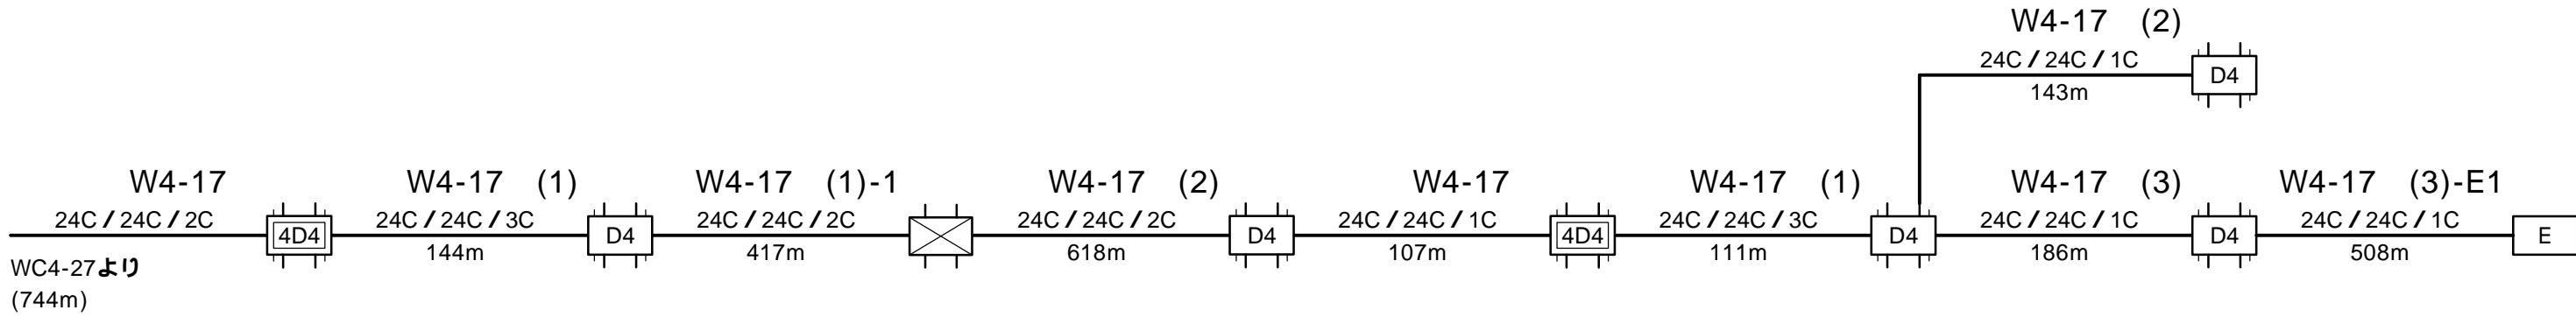 W4-17 (2)
24C / 24C / 1C
D4
143m
W4-17 W4-17 (1) W4-17 (1)-1 W4-17 (2) W4-17 W4-17 (1) W4-17 (3) W4-17 (3)-E1
24C / 24C / 2C 24C / 24C / 3C 24C / 24C / 2C 24C / 24C / 2C 24C / 24C / 1C 24C / 24C / 3C 24C / 24C / 1C 24C / 24C / 1C
4D4 D4 D4 4D4 D4 D4 E
144m 417m 618m 107m 111m 186m 508m
WC4-27より
(744m)